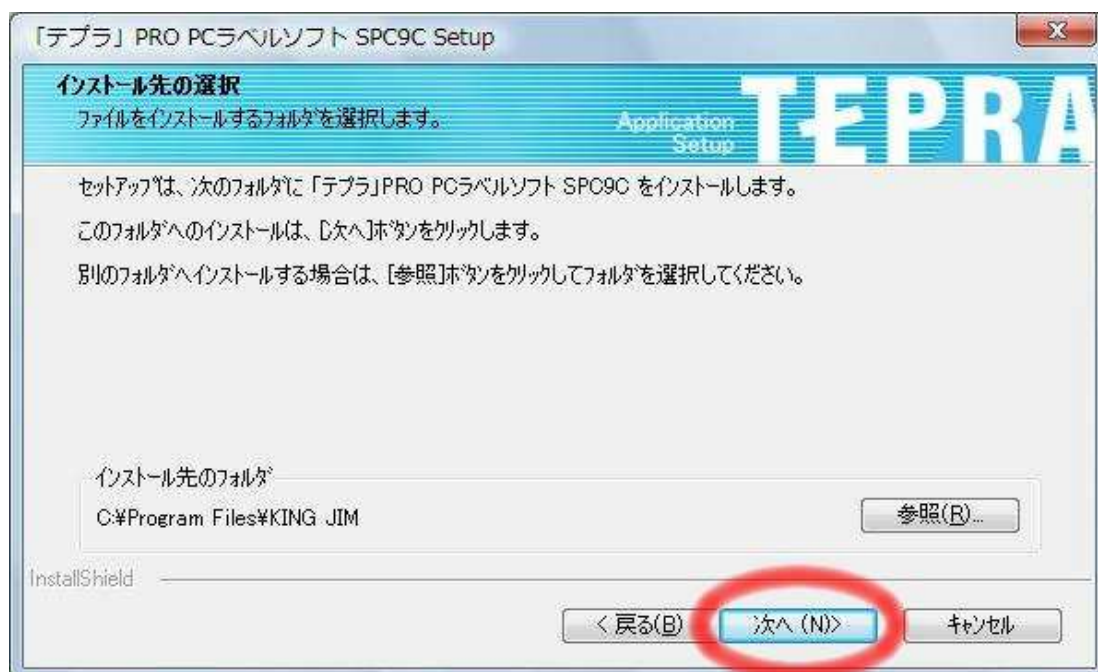 「テプラ」PRO PCラベルソフト SPC9C Setup
インストール先の選択
ファイルをインストールするフォルダを選択します。
Application
Setup
TEPRA
セットアップは、次のフォルダに「テプラ」PRO PCラベルソフト SPC9C をインストールします。
このフォルダへのインストールは、[次へ]ボタンをクリックします。
別のフォルダへインストールする場合は、[参照]ボタンをクリックしてフォルダを選択してください。
インストール先のフォルダ
C:¥Program Files¥KING JIM
参照(R)...
InstallShield
< 戻る(B)
次へ (N)>
キャンセル